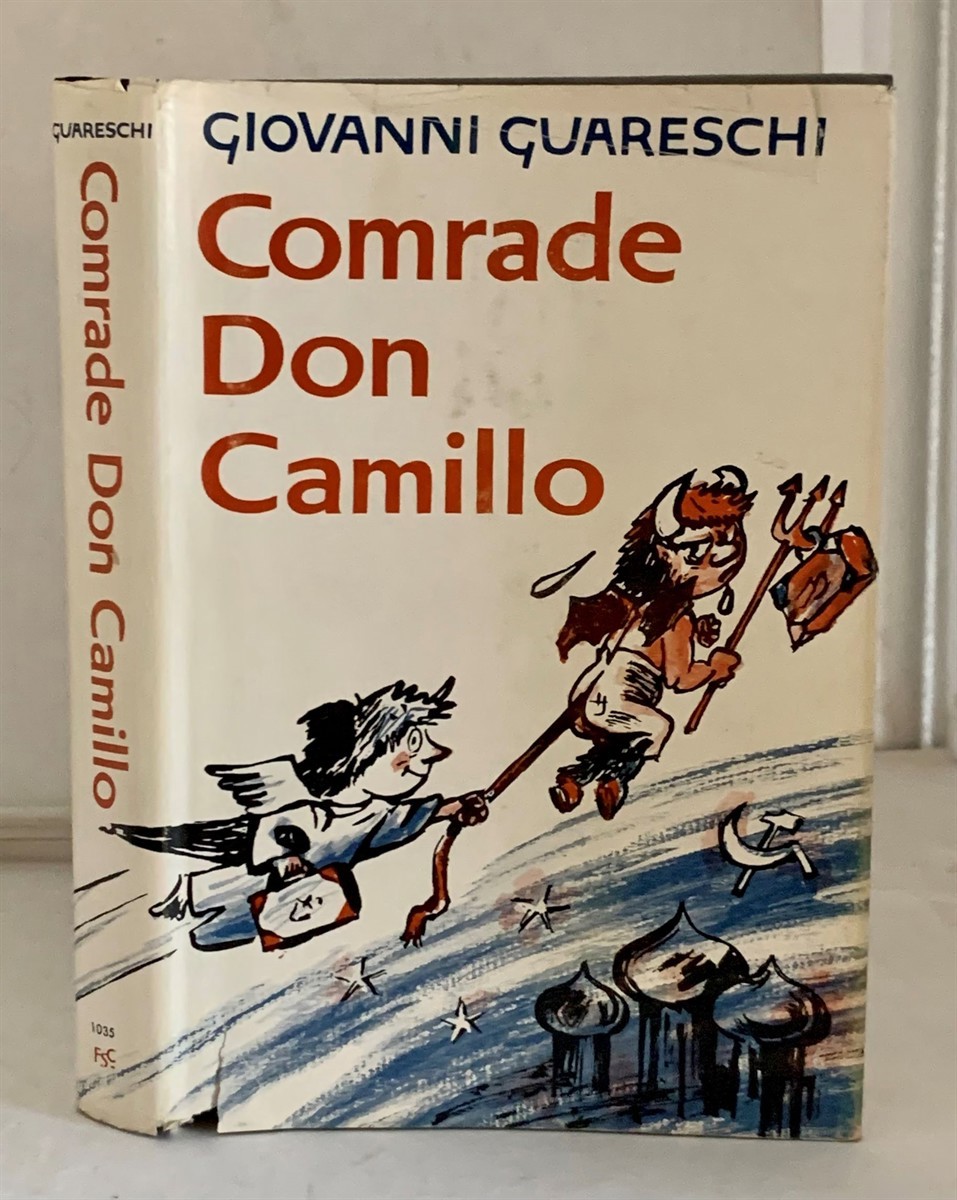 GUARESCHI
Comrade Don Camillo
1035
FSC
GIOVANNI GUARESCHI
Comrade
Don
Camillo